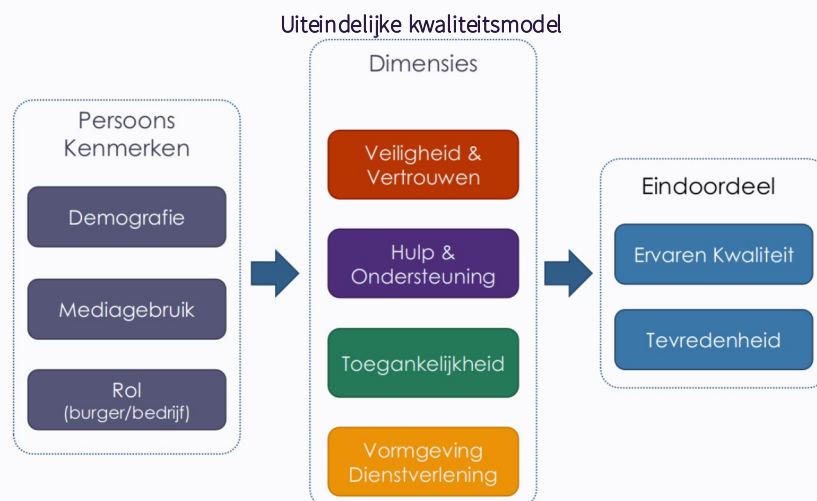 Uiteindelijke kwaliteitsmodel
Persoons
Kenmerken
Demografie
Mediagebruik
Rol
(burger/bedrijf)
Dimensies
Veiligheid &
Vertrouwen
Hulp &
Ondersteuning
Toegankelijkheid
Vormgeving
Dienstverlening
Eindoordeel
Ervaren Kwaliteit
Tevredenheid